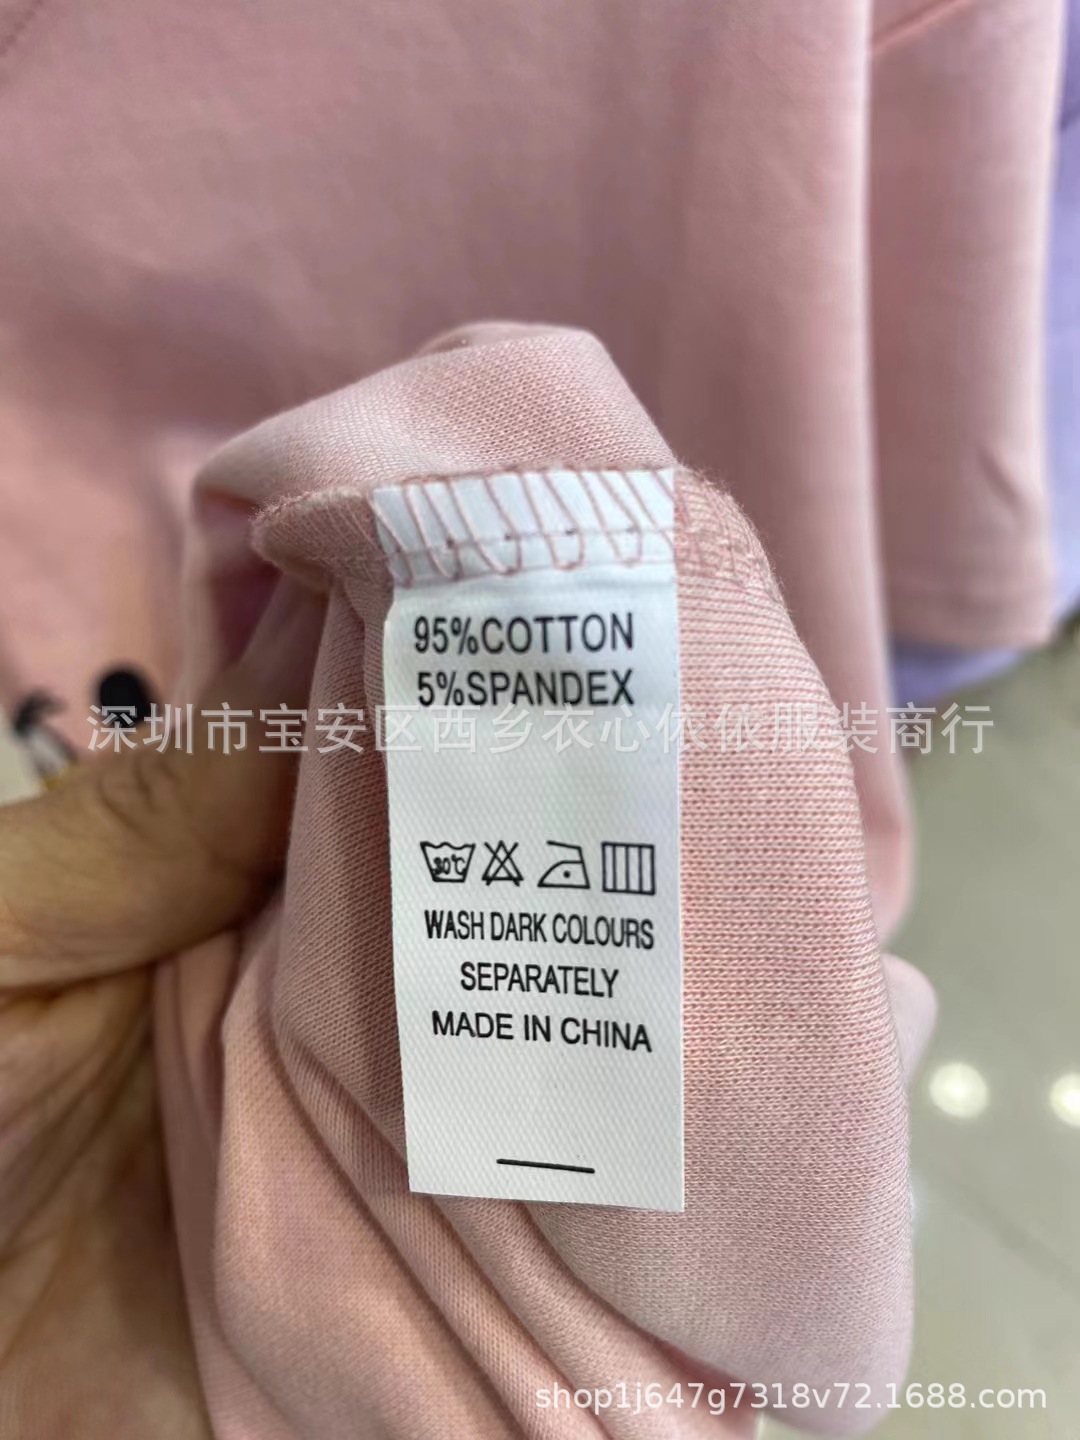 95%COTTON
5%SPANDEX
深圳市宝安区西乡衣心依依服装商行
30℃
WASH DARK COLOURS
SEPARATELY
MADE IN CHINA
shop1j647g7318v72.1688.com